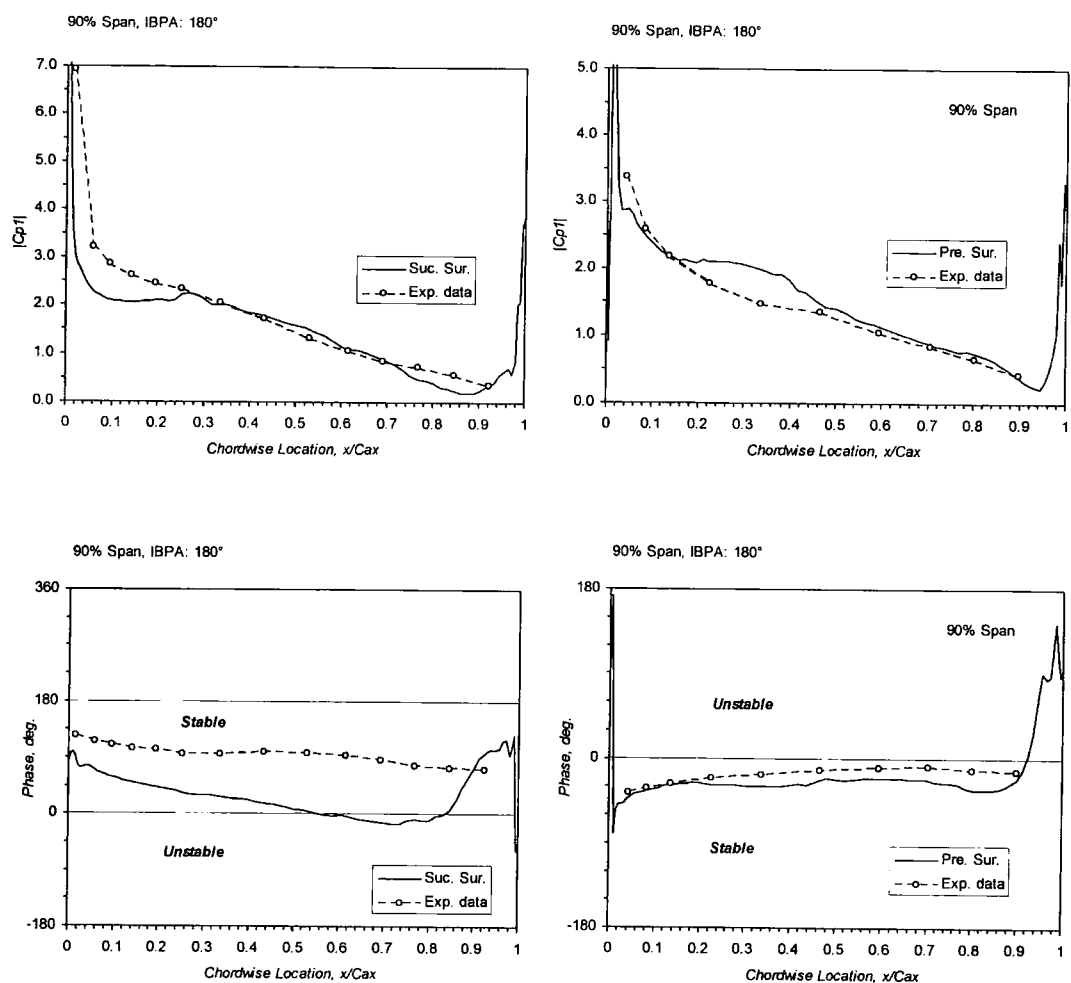 90% Span, IBPA: 180°
7.0
6.0
5.0
4.0
3.0
2.0
1.0
0.0
|Cp1|
Suc. Sur.
Exp. data
0 0.1 0.2 0.3 0.4 0.5 0.6 0.7 0.8 0.9 1
Chordwise Location, x/Cax
90% Span, IBPA: 180°
5.0
4.0
3.0
2.0
1.0
0.0
|Cp1|
90% Span
Pre. Sur.
Exp. data
0 0.1 0.2 0.3 0.4 0.5 0.6 0.7 0.8 0.9 1
Chordwise Location, x/Cax
90% Span, IBPA: 180°
360
180
0
-180
Phase, deg.
Stable
Unstable
Suc. Sur.
Exp. data
0 0.1 0.2 0.3 0.4 0.5 0.6 0.7 0.8 0.9 1
Chordwise Location, x/Cax
90% Span, IBPA: 180°
180
0
-180
Phase, deg.
90% Span
Unstable
Stable
Pre. Sur.
Exp. data
0 0.1 0.2 0.3 0.4 0.5 0.6 0.7 0.8 0.9 1
Chordwise Location, x/Cax